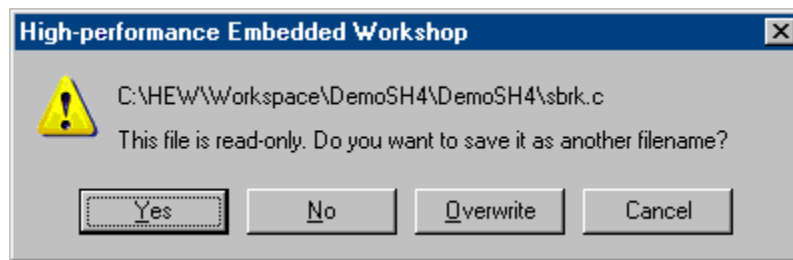 High-performance Embedded Workshop
C:\HEW\Workspace\DemoSH4\DemoSH4\sbrk.c
This file is read-only. Do you want to save it as another filename?
Yes No Overwrite Cancel